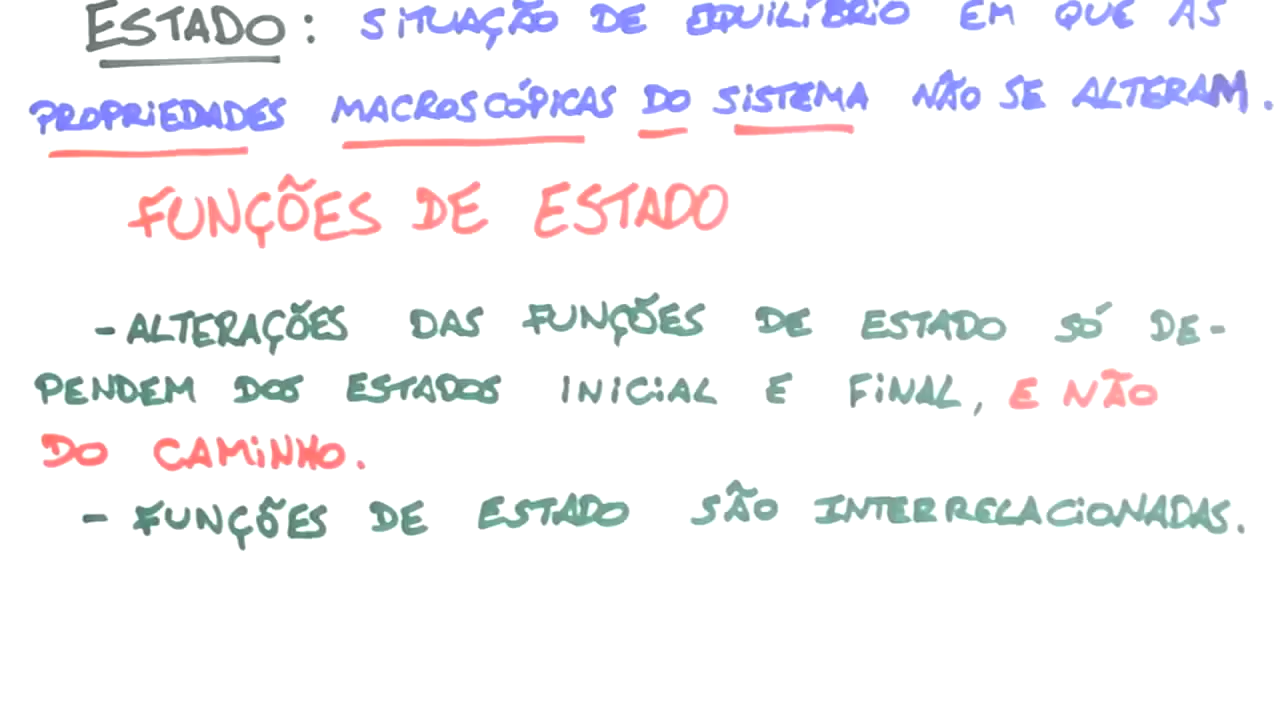 ESTADO: SITUAÇÃO DE EQUILÍBRIO EM QUE AS
PROPRIEDADES MACROSCÓPICAS DO SISTEMA NÃO SE ALTERAM.
FUNÇÕES DE ESTADO
- ALTERAÇÕES DAS FUNÇÕES DE ESTADO SÓ DE-
PENDEM DOS ESTADOS INICIAL E FINAL, E NÃO
DO CAMINHO.
- FUNÇÕES DE ESTADO SÃO INTERRELACIONADAS.